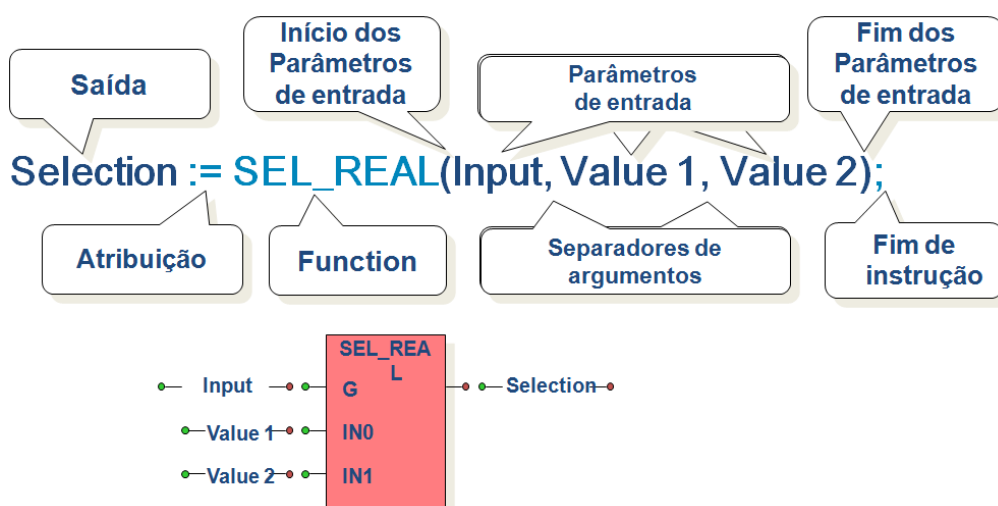 Saída
Início dos
Parâmetros
de entrada
Parâmetros
de entrada
Fim dos
Parâmetros
de entrada
Selection := SEL_REAL(Input, Value 1, Value 2);
Atribuição
Function
Separadores de
argumentos
Fim de
instrução
SEL_REA
L
Input
G
Selection
Value 1
IN0
Value 2
IN1